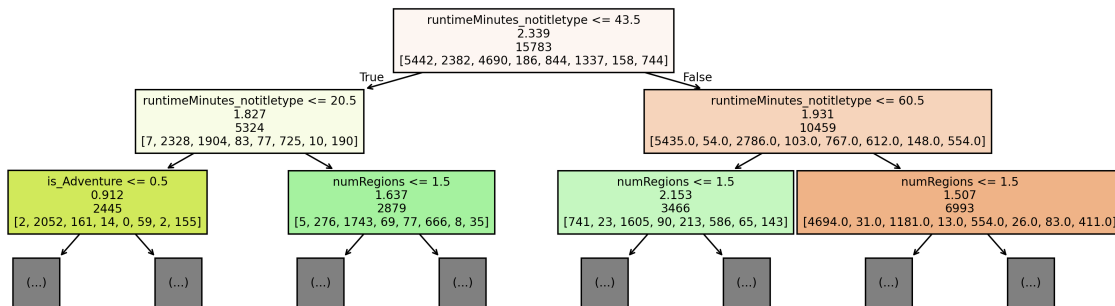 runtimeMinutes_notitletype <= 43.5
2.339
15783
[5442, 2382, 4690, 186, 844, 1337, 158, 744]
True
False
runtimeMinutes_notitletype <= 20.5
1.827
5324
[7, 2328, 1904, 83, 77, 725, 10, 190]
runtimeMinutes_notitletype <= 60.5
1.931
10459
[5435.0, 54.0, 2786.0, 103.0, 767.0, 612.0, 148.0, 554.0]
is_Adventure <= 0.5
0.912
2445
[2, 2052, 161, 14, 0, 59, 2, 155]
numRegions <= 1.5
1.637
2879
[5, 276, 1743, 69, 77, 666, 8, 35]
numRegions <= 1.5
2.153
3466
[741, 23, 1605, 90, 213, 586, 65, 143]
numRegions <= 1.5
1.507
6993
[4694.0, 31.0, 1181.0, 13.0, 554.0, 26.0, 83.0, 411.0]
(...)
(...)
(...)
(...)
(...)
(...)
(...)
(...)